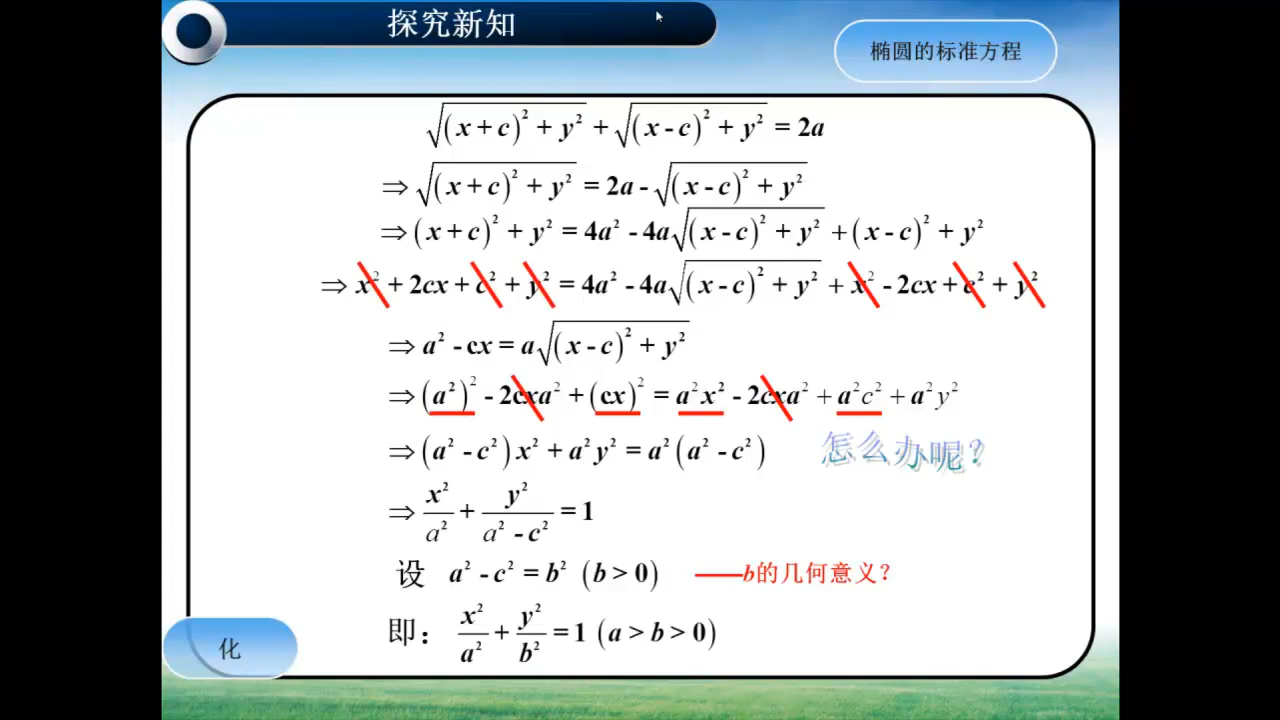 探究新知
椭圆的标准方程
√((x+c)²+y²) + √((x-c)²+y²) = 2a
⇒ √((x+c)²+y²) = 2a - √((x-c)²+y²)
⇒ (x+c)²+y² = 4a² - 4a√((x-c)²+y²) + (x-c)²+y²
⇒ x² + 2cx + c² + y² = 4a² - 4a√((x-c)²+y²) + x² - 2cx + c² + y²
⇒ a² - cx = a√((x-c)²+y²)
⇒ (a²)² - 2cxa² + (cx)² = a²x² - 2cxa² + a²c² + a²y²
⇒ (a²-c²)x² + a²y² = a²(a²-c²) 怎么办呢?
⇒ x²/a² + y²/(a²-c²) = 1
设 a² - c² = b² (b > 0) ——b的几何意义?
即: x²/a² + y²/b² = 1 (a > b > 0)
化